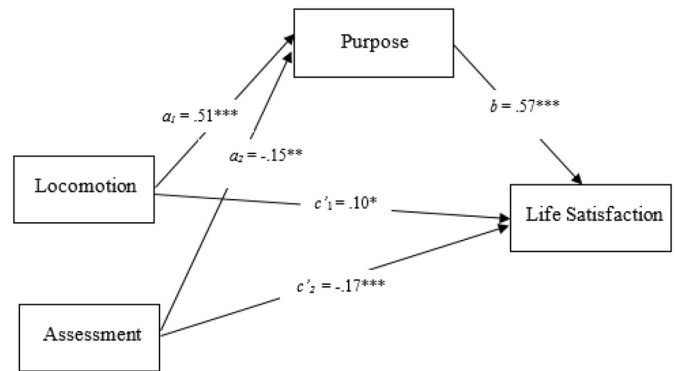 Purpose
a₁ = .51***
b = .57***
a₂ = -.15**
Locomotion
c'₁ = .10*
Life Satisfaction
c'₂ = -.17***
Assessment